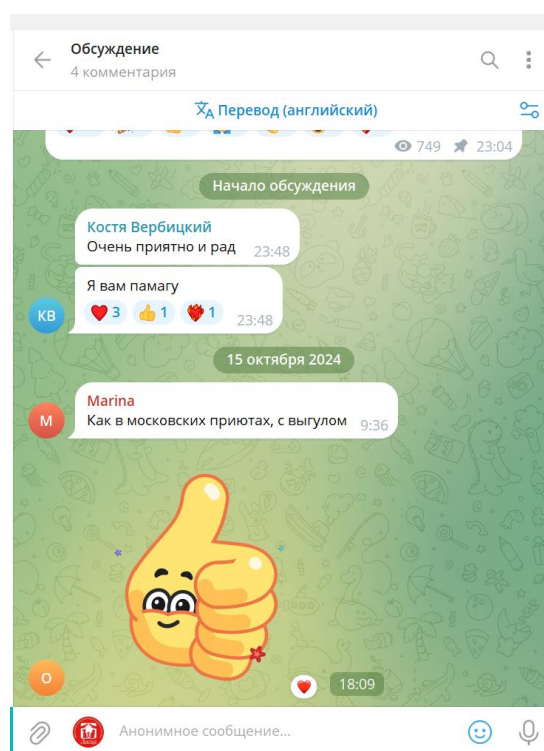 Обсуждение
4 комментария
Перевод (английский)
749 23:04
Начало обсуждения
Костя Вербицкий
Очень приятно и рад 23:48
Я вам памагу
3 1 1 23:48
КВ
15 октября 2024
Marina
Как в московских приютах, с выгулом 9:36
М
О
18:09
Анонимное сообщение...